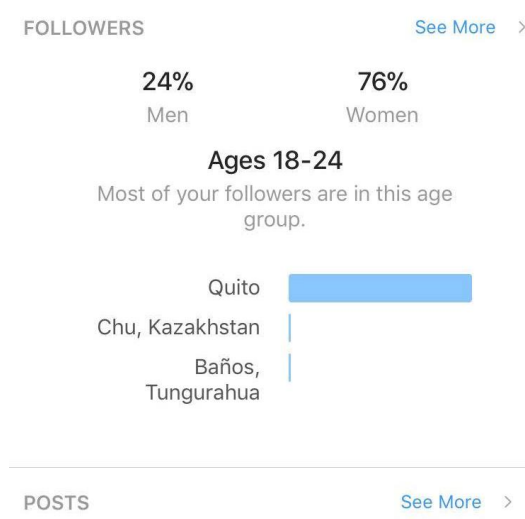 FOLLOWERS See More >
24% 76%
Men Women
Ages 18-24
Most of your followers are in this age
group.
Quito
Chu, Kazakhstan
Baños,
Tungurahua
POSTS See More >